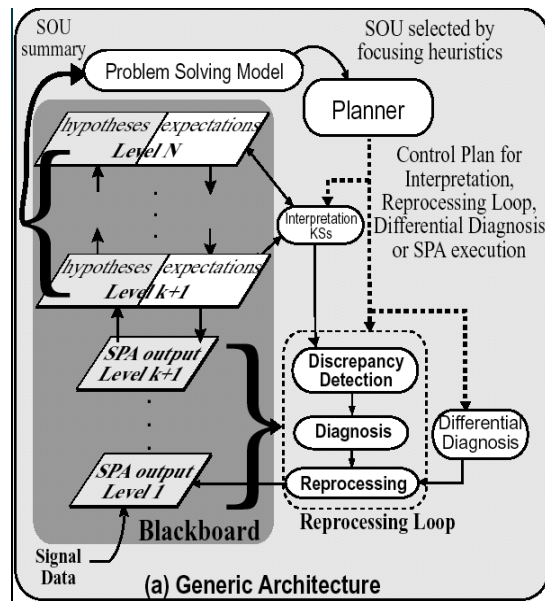 SOU
summary
SOU selected by
focusing heuristics
Problem Solving Model
Planner
hypotheses expectations
Level N
Control Plan for
Interpretation,
Reprocessing Loop,
Differential Diagnosis
or SPA execution
Interpretation
KSs
hypotheses expectations
Level k+1
SPA output
Level k+1
Discrepancy
Detection
Diagnosis
Differential
Diagnosis
SPA output
Level 1
Reprocessing
Blackboard
Reprocessing Loop
Signal
Data
(a) Generic Architecture